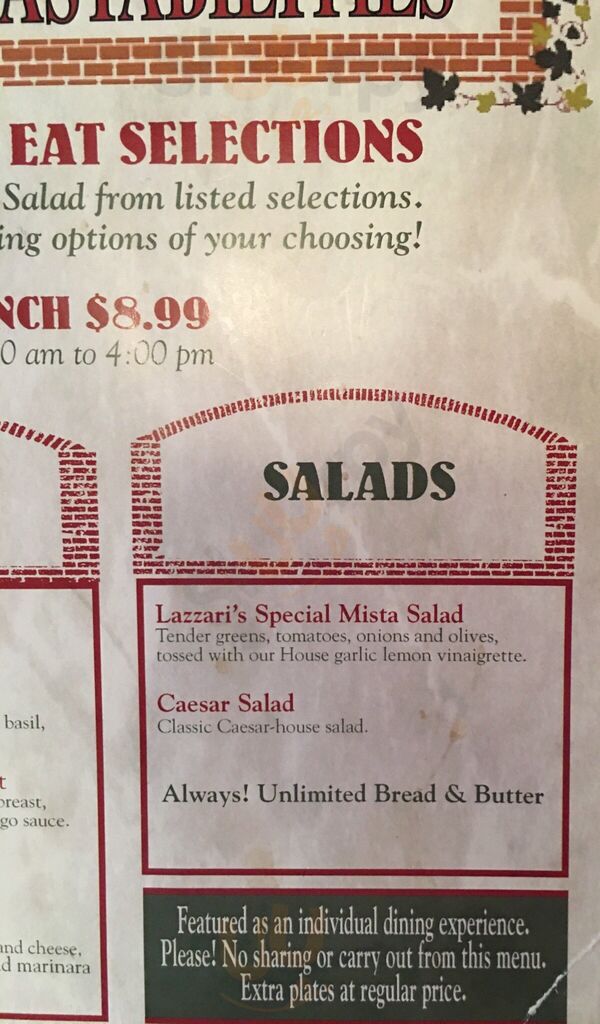 EAT SELECTIONS
Salad from listed selections.
ing options of your choosing!
NCH $8.99
0 am to 4:00 pm
SALADS
Lazzari's Special Mista Salad
Tender greens, tomatoes, onions and olives,
tossed with our House garlic lemon vinaigrette.
Caesar Salad
Classic Caesar-house salad.
Always! Unlimited Bread & Butter
basil,
t
breast,
go sauce.
and cheese,
d marinara
Featured as an individual dining experience.
Please! No sharing or carry out from this menu.
Extra plates at regular price.